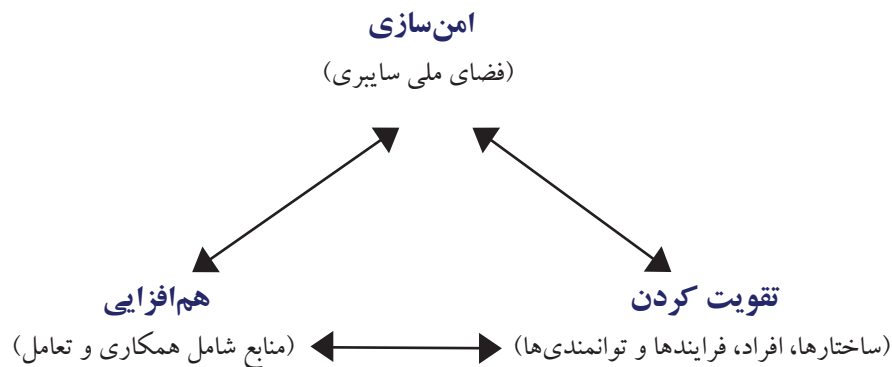 امن‌سازی
(فضای ملی سایبری)
تقویت کردن
(ساختارها، افراد، فرایندها و توانمندی‌ها)
هم‌افزایی
(منابع شامل همکاری و تعامل)